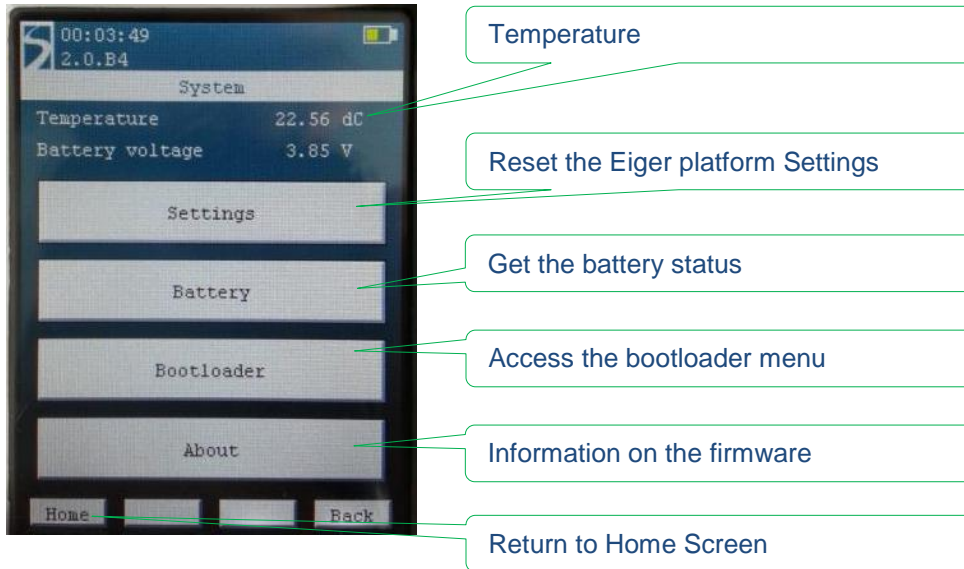 00:03:49
2.0.B4
System
Temperature 22.56 dC
Battery voltage 3.85 V
Settings
Battery
Bootloader
About
Home Back
Temperature
Reset the Eiger platform Settings
Get the battery status
Access the bootloader menu
Information on the firmware
Return to Home Screen